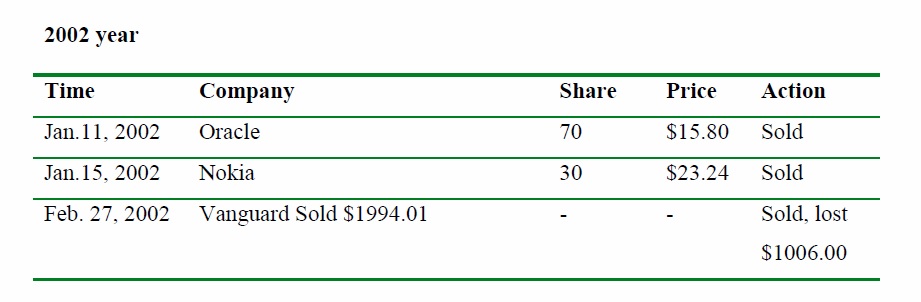 2002 year
Time Company Share Price Action
Jan.11, 2002 Oracle 70 $15.80 Sold
Jan.15, 2002 Nokia 30 $23.24 Sold
Feb. 27, 2002 Vanguard Sold $1994.01 - - Sold, lost
$1006.00